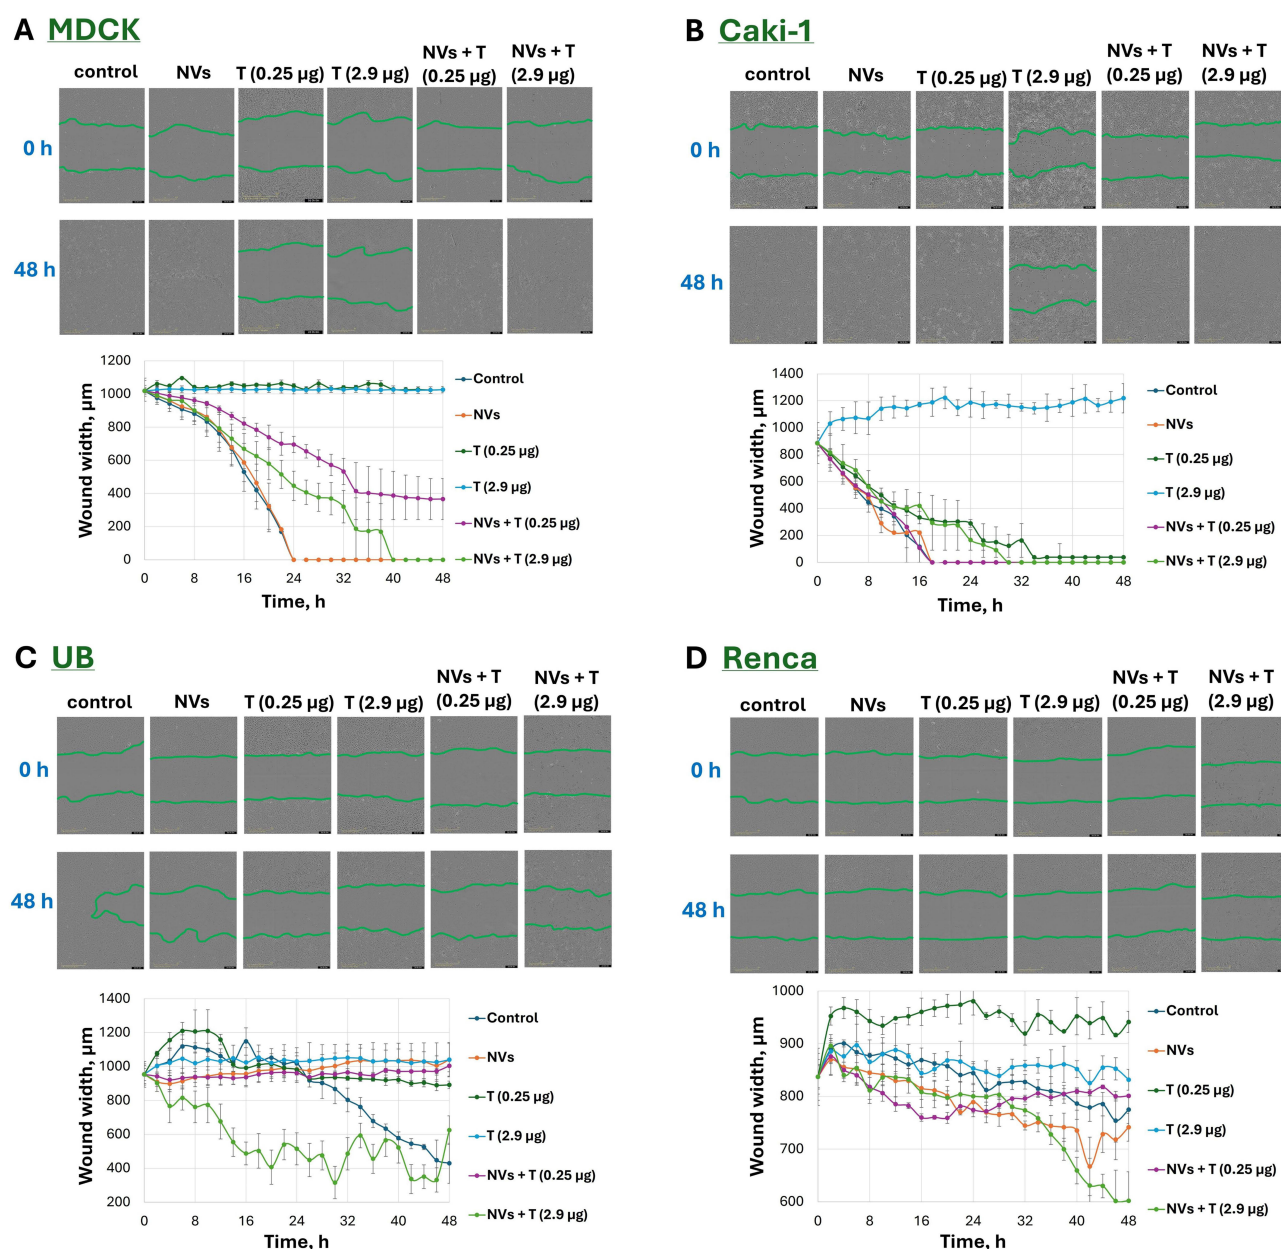 A MDCK
control NVs T (0.25 µg) T (2.9 µg) NVs + T (0.25 µg) NVs + T (2.9 µg)
0 h
48 h
Wound width, µm
1200
1000
800
600
400
200
0
0 8 16 24 32 40 48
Time, h
Control
NVs
T (0.25 µg)
T (2.9 µg)
NVs + T (0.25 µg)
NVs + T (2.9 µg)
B Caki-1
control NVs T (0.25 µg) T (2.9 µg) NVs + T (0.25 µg) NVs + T (2.9 µg)
0 h
48 h
Wound width, µm
1400
1200
1000
800
600
400
200
0
0 8 16 24 32 40 48
Time, h
Control
NVs
T (0.25 µg)
T (2.9 µg)
NVs + T (0.25 µg)
NVs + T (2.9 µg)
C UB
control NVs T (0.25 µg) T (2.9 µg) NVs + T (0.25 µg) NVs + T (2.9 µg)
0 h
48 h
Wound width, µm
1400
1200
1000
800
600
400
200
0 8 16 24 32 40 48
Time, h
Control
NVs
T (0.25 µg)
T (2.9 µg)
NVs + T (0.25 µg)
NVs + T (2.9 µg)
D Renca
control NVs T (0.25 µg) T (2.9 µg) NVs + T (0.25 µg) NVs + T (2.9 µg)
0 h
48 h
Wound width, µm
1000
900
800
700
600
0 8 16 24 32 40 48
Time, h
Control
NVs
T (0.25 µg)
T (2.9 µg)
NVs + T (0.25 µg)
NVs + T (2.9 µg)